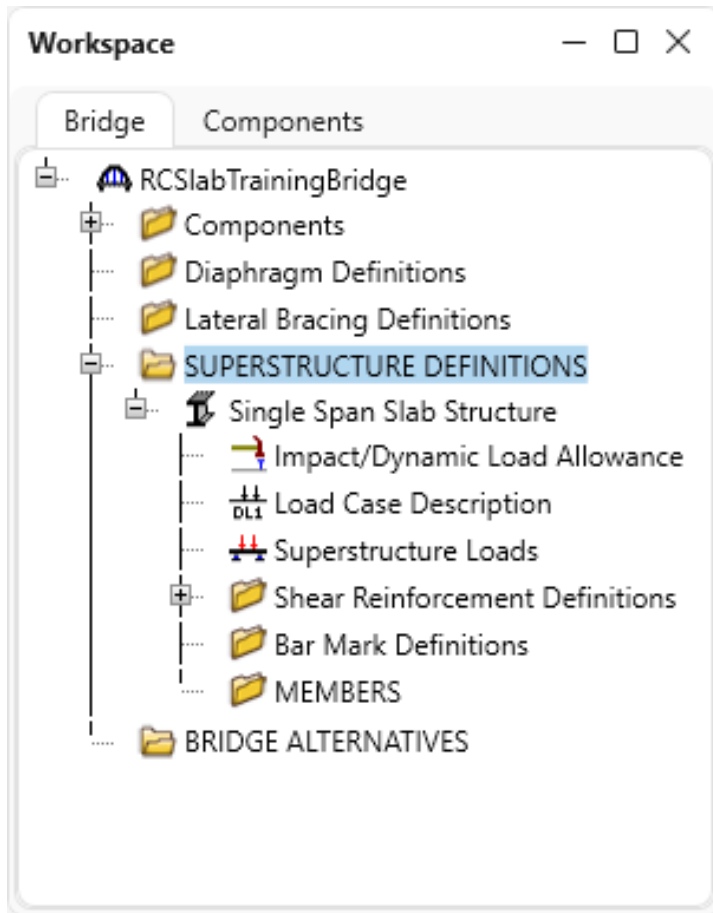 Workspace
Bridge Components
RCSlabTrainingBridge
Components
Diaphragm Definitions
Lateral Bracing Definitions
SUPERSTRUCTURE DEFINITIONS
Single Span Slab Structure
Impact/Dynamic Load Allowance
DL1 Load Case Description
Superstructure Loads
Shear Reinforcement Definitions
Bar Mark Definitions
MEMBERS
BRIDGE ALTERNATIVES